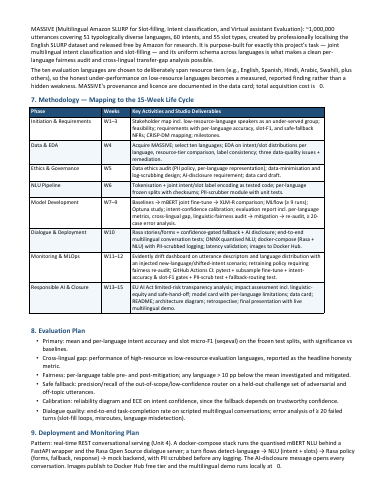 MASSIVE (Multilingual Amazon SLURP for Slot-filling, Intent classification, and Virtual assistant Evaluation): ~1,000,000
utterances covering 51 typologically diverse languages, 60 intents, and 55 slot types, created by professionally localising the
English SLURP dataset and released free by Amazon for research. It is purpose-built for exactly this project's task — joint
multilingual intent classification and slot-filling — and its uniform schema across languages is what makes a clean per-
language fairness audit and cross-lingual transfer-gap analysis possible.
The ten evaluation languages are chosen to deliberately span resource tiers (e.g., English, Spanish, Hindi, Arabic, Swahili, plus
others), so the honest under-performance on low-resource languages becomes a measured, reported finding rather than a
hidden weakness. MASSIVE's provenance and licence are documented in the data card; total acquisition cost is 0.
7. Methodology — Mapping to the 15-Week Life Cycle
Phase Weeks Key Activities and Studio Deliverables
Initiation & Requirements W1–3 Stakeholder map incl. low-resource-language speakers as an under-served group;
feasibility; requirements with per-language accuracy, slot-F1, and safe-fallback
NFRs; CRISP-DM mapping; milestones.
Data & EDA W4 Acquire MASSIVE; select ten languages; EDA on intent/slot distributions per
language, resource-tier comparison, label consistency; three data-quality issues +
remediation.
Ethics & Governance W5 Data ethics audit (PII policy, per-language representation); data-minimisation and
log-scrubbing design; AI-disclosure requirement; data card draft.
NLU Pipeline W6 Tokenisation + joint intent/slot label encoding as tested code; per-language
frozen splits with checksums; PII-scrubber module with unit tests.
Model Development W7–9 Baselines → mBERT joint fine-tune → XLM-R comparison; MLflow (≥ 9 runs);
Optuna study; intent-confidence calibration; evaluation report incl. per-language
metrics, cross-lingual gap, linguistic-fairness audit → mitigation → re-audit, ≥ 20-
case error analysis.
Dialogue & Deployment W10 Rasa stories/forms + confidence-gated fallback + AI disclosure; end-to-end
multilingual conversation tests; ONNX quantised NLU; docker-compose (Rasa +
NLU) with PII-scrubbed logging; latency validation; images to Docker Hub.
Monitoring & MLOps W11–12 Evidently drift dashboard on utterance descriptors and language distribution with
an injected new-language/shifted-intent scenario; retraining policy requiring
fairness re-audit; GitHub Actions CI: pytest + subsample fine-tune + intent-
accuracy & slot-F1 gates + PII-scrub test + fallback-routing test.
Responsible AI & Closure W13–15 EU AI Act limited-risk transparency analysis; impact assessment incl. linguistic-
equity and safe-handoff; model card with per-language limitations; data card;
README; architecture; retrospective; final presentation with live
multilingual demo.
8. Evaluation Plan
• Primary: mean and per-language intent accuracy and slot micro-F1 (seqeval) on the frozen test splits, with significance vs
baselines.
• Cross-lingual gap: performance of high-resource vs low-resource evaluation languages, reported as the headline honesty
metric.
• Fairness: per-language table pre- and post-mitigation; any language > 10 pp below the mean investigated and mitigated.
• Safe fallback: precision/recall of the out-of-scope/low-confidence router on a held-out challenge set of adversarial and
off-topic utterances.
• Calibration: reliability diagrams and ECE on intent confidence, since the fallback depends on trustworthy confidence.
• Dialogue quality: end-to-end task-completion rate on scripted multilingual conversations; error analysis of ≥ 20 failed
turns (slot-fill loops, misroutes, language misdetection).
9. Deployment and Monitoring Plan
Pattern: real-time REST conversational serving (Unit 4). A docker-compose stack runs the quantised mBERT NLU behind a
FastAPI wrapper and the Rasa Open Source dialogue server; a turn flows detect-language → NLU (intent + slots) → Rasa policy
(forms, fallback, response) → mock backend, with PII scrubbed before any logging. The AI-disclosure message opens every
conversation. Images publish to Docker Hub free tier and the multilingual demo runs locally at 0.